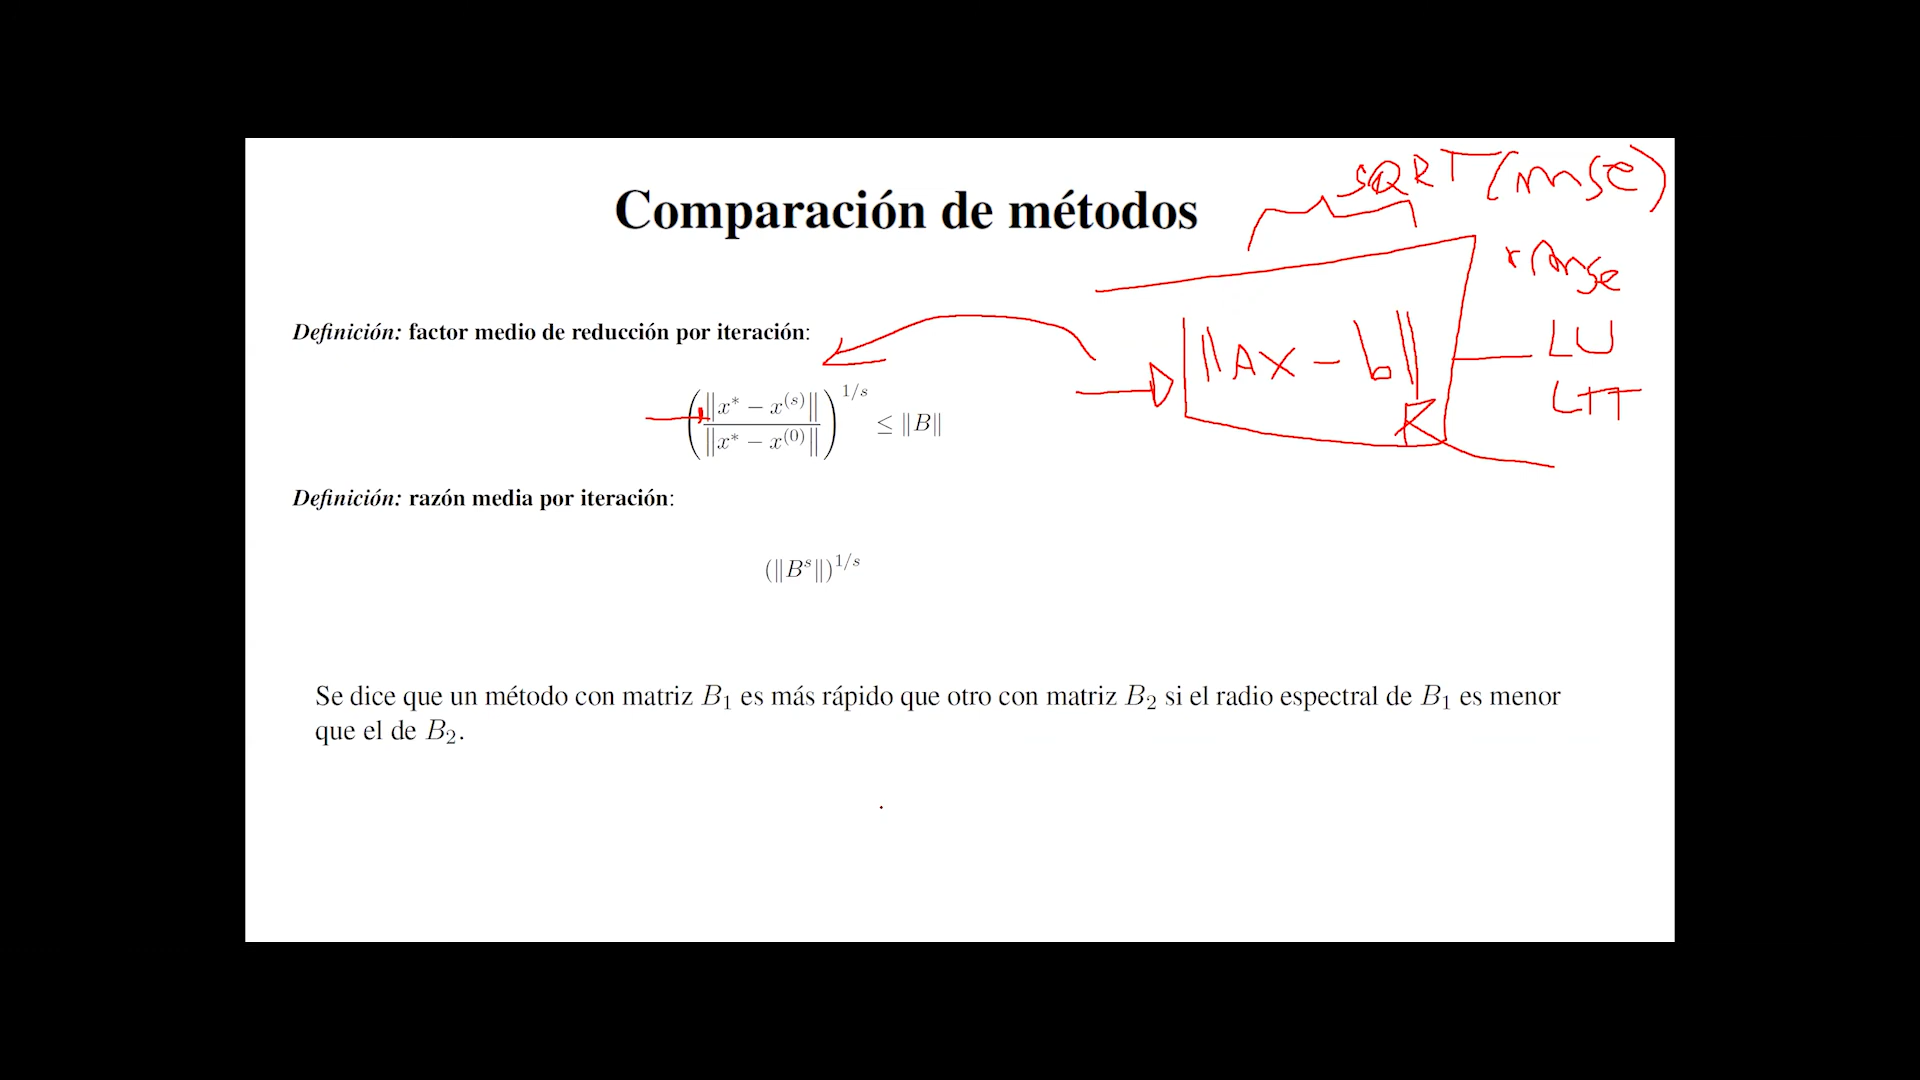 SQRT(mse)
Comparación de métodos
Definición: factor medio de reducción por iteración:
||Ax - b||
LU
( ||x* − x^(s)|| / ||x* − x^(0)|| )^1/s ≤ ||B||
Definición: razón media por iteración:
(||B^s||)^1/s
Se dice que un método con matriz B₁ es más rápido que otro con matriz B₂ si el radio espectral de B₁ es menor
que el de B₂.